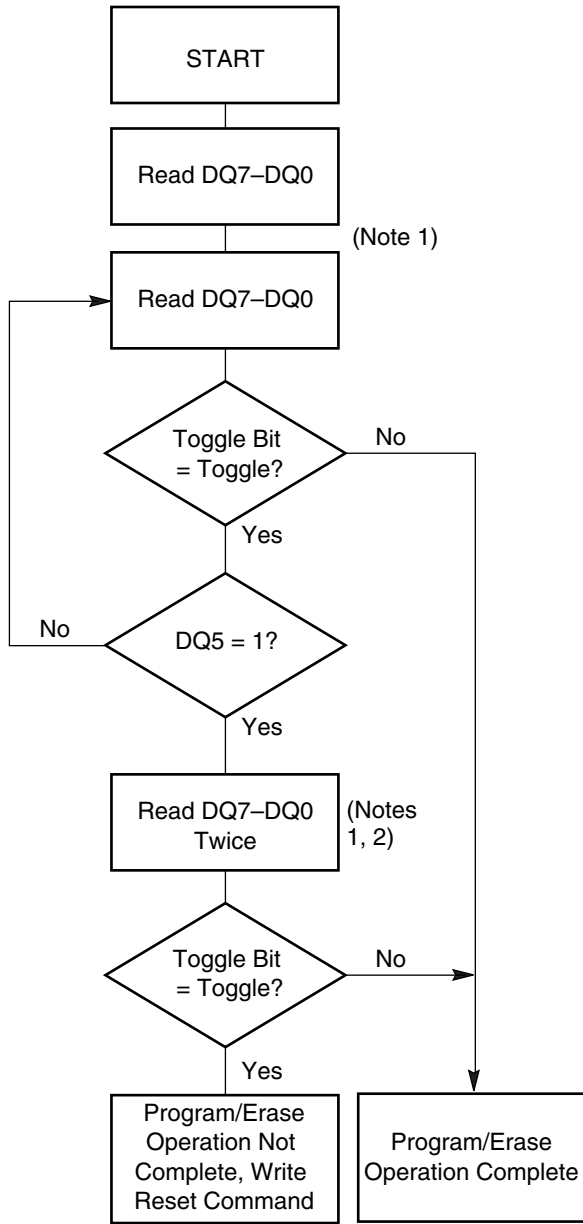 START
Read DQ7–DQ0
(Note 1)
Read DQ7–DQ0
Toggle Bit
= Toggle?
No
Yes
No
DQ5 = 1?
Yes
Read DQ7–DQ0
Twice
(Notes
1, 2)
Toggle Bit
= Toggle?
No
Yes
Program/Erase
Operation Not
Complete, Write
Reset Command
Program/Erase
Operation Complete